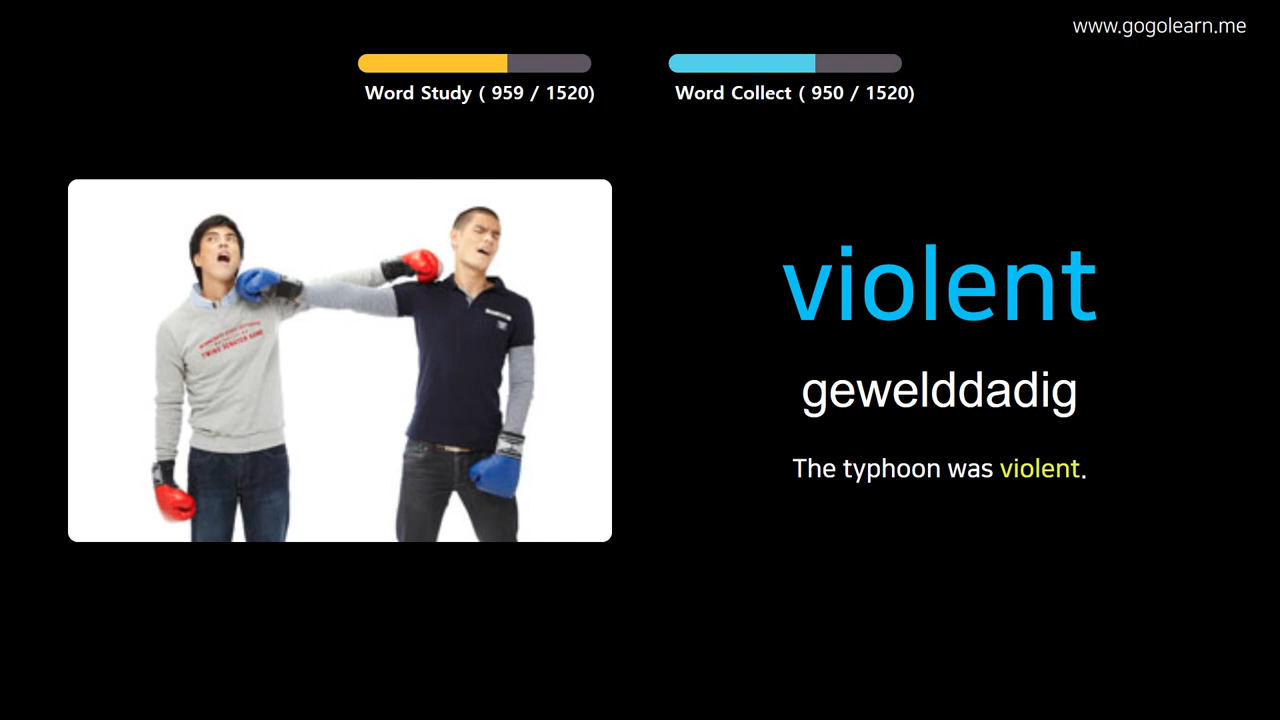 www.gogolearn.me
Word Study ( 959 / 1520)
Word Collect ( 950 / 1520)
violent
gewelddadig
The typhoon was violent.